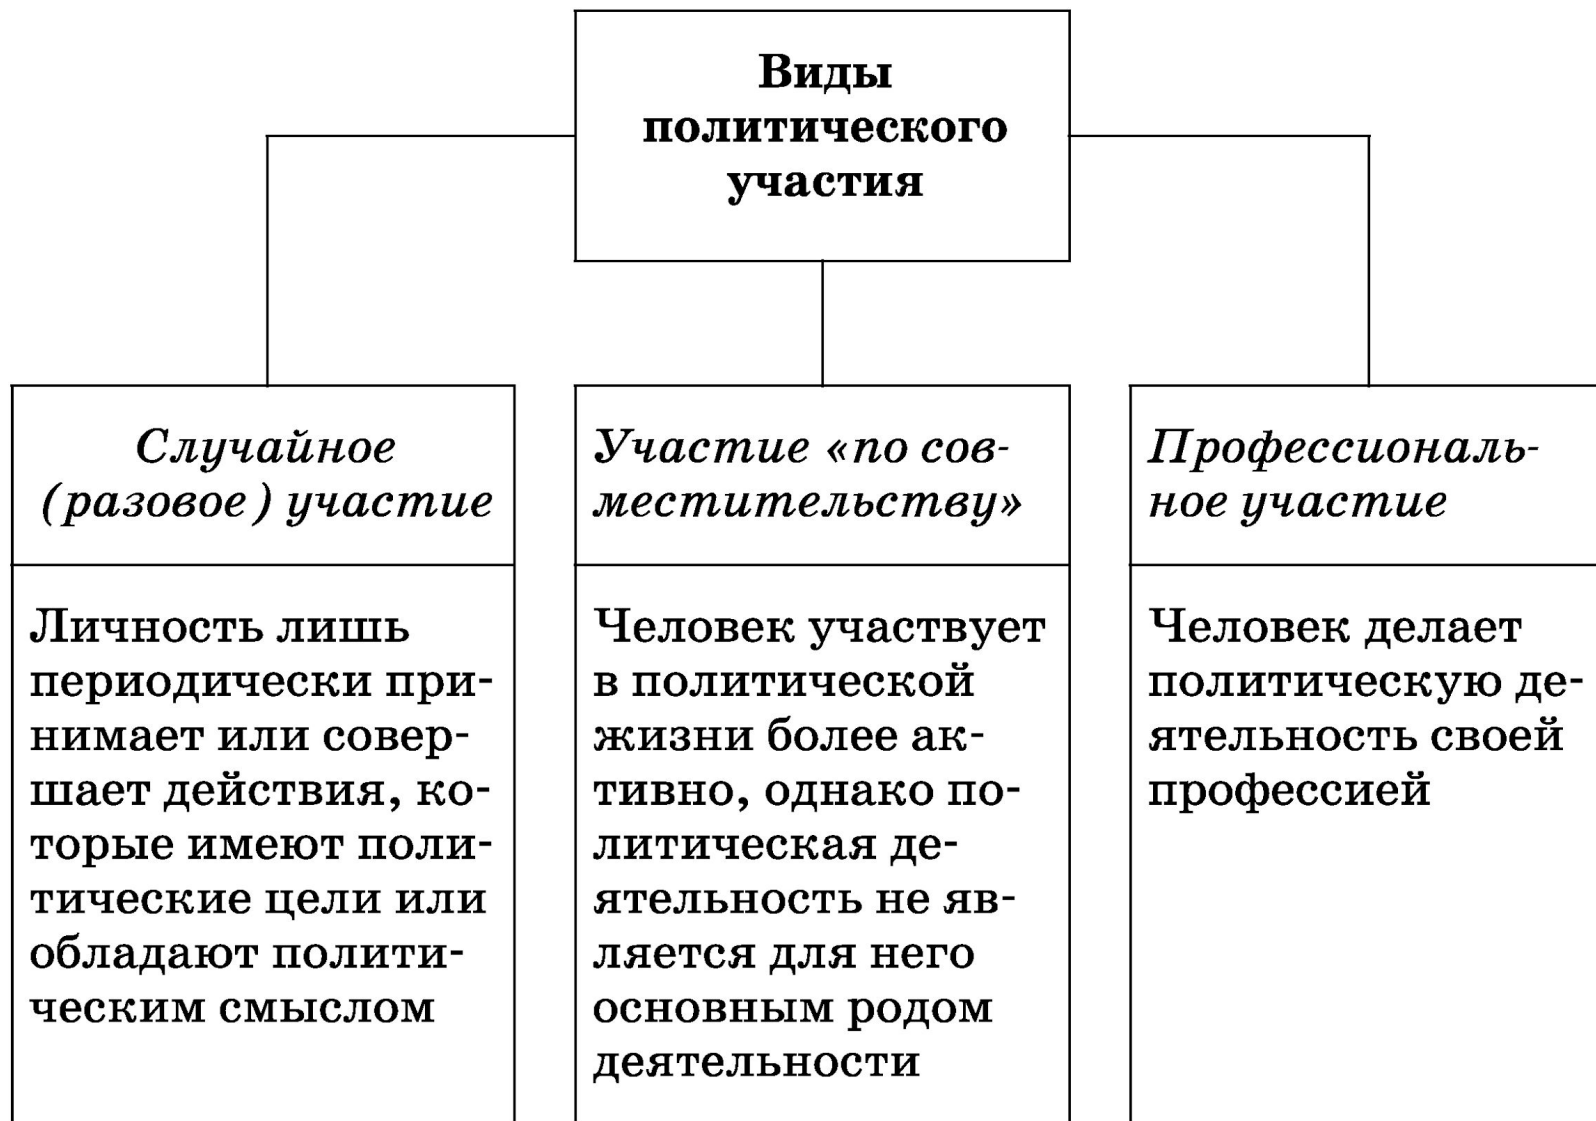 Виды
политического
участия
Случайное
(разовое) участие
Личность лишь
периодически при-
нимает или совер-
шает действия, ко-
торые имеют поли-
тические цели или
обладают полити-
ческим смыслом
Участие «по сов-
местительству»
Человек участвует
в политической
жизни более ак-
тивно, однако по-
литическая де-
ятельность не яв-
ляется для него
основным родом
деятельности
Профессиональ-
ное участие
Человек делает
политическую де-
ятельность своей
профессией